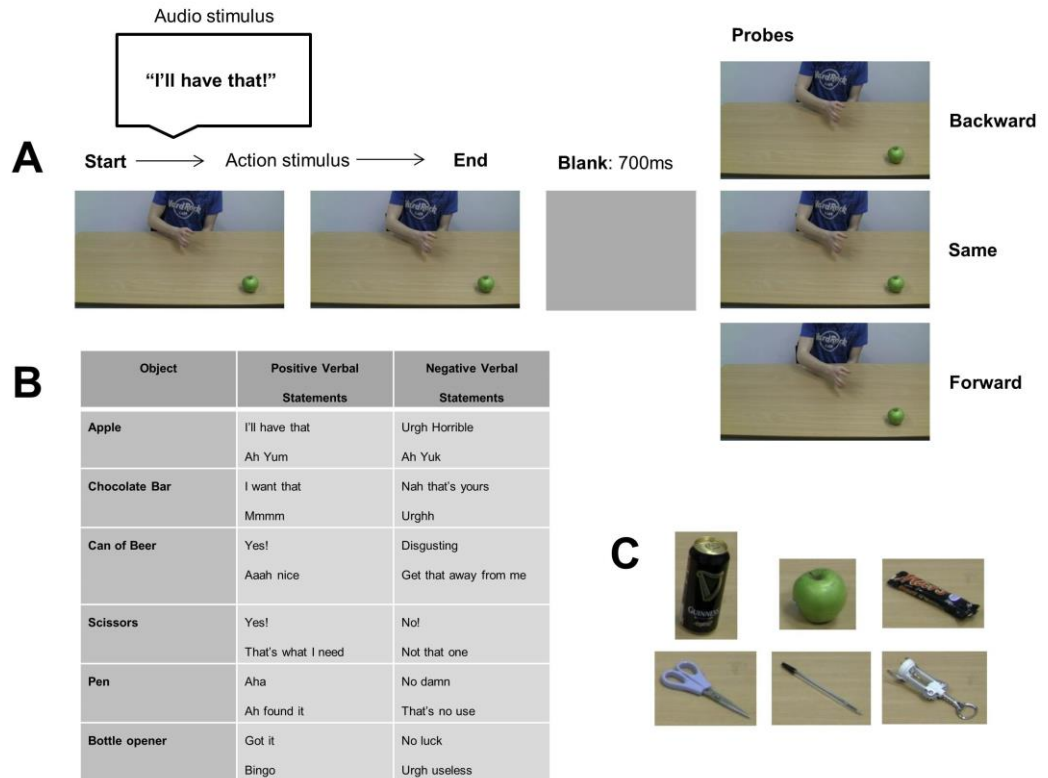 Audio stimulus
“I’ll have that!”
A
Start
Action stimulus
End
Blank: 700ms
Probes
Backward
Same
Forward
B
Object
Positive Verbal
Statements
Negative Verbal
Statements
Apple
I’ll have that
Urgh Horrible
Ah Yum
Ah Yuk
Chocolate Bar
I want that
Nah that’s yours
Mmmm
Urghh
Can of Beer
Yes!
Disgusting
Aaah nice
Get that away from me
Scissors
Yes!
No!
That’s what I need
Not that one
Pen
Aha
No damn
Ah found it
That’s no use
Bottle opener
Got it
No luck
Bingo
Urgh useless
C
GUINNESS